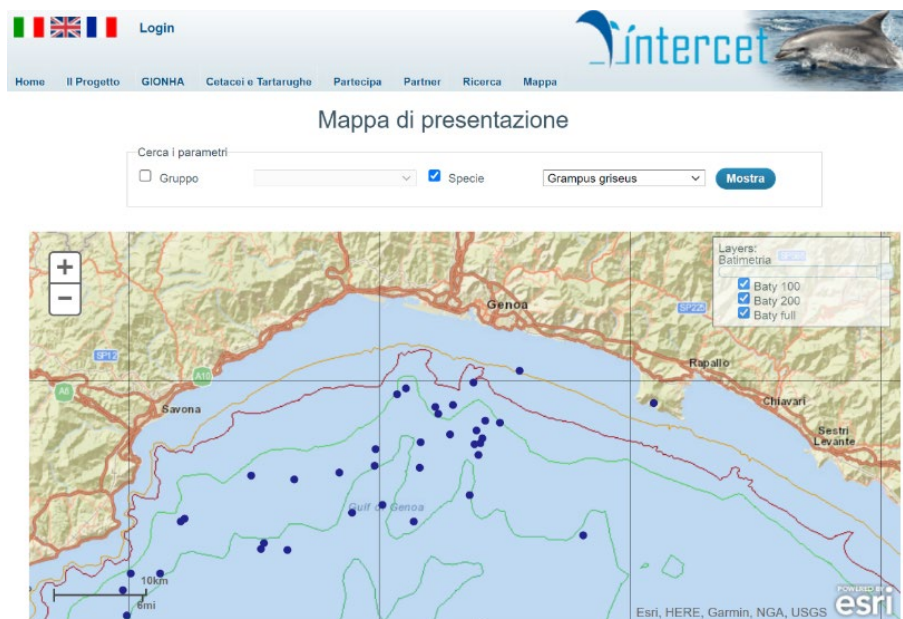 Login
intercet
Home Il Progetto GIONHA Cetacei e Tartarughe Partecipa Partner Ricerca Mappa
Mappa di presentazione
Cerca i parametri
Gruppo Specie Grampus griseus Mostra
+
−
Layers:
Batimetria
Baty 100
Baty 200
Baty full
Genoa
SP225
SP12
Rapallo
A10
A6
Savona
Chiavari
Sestri
Levante
Gulf of Genoa
10km
6mi
Esri, HERE, Garmin, NGA, USGS
POWERED BY
esri